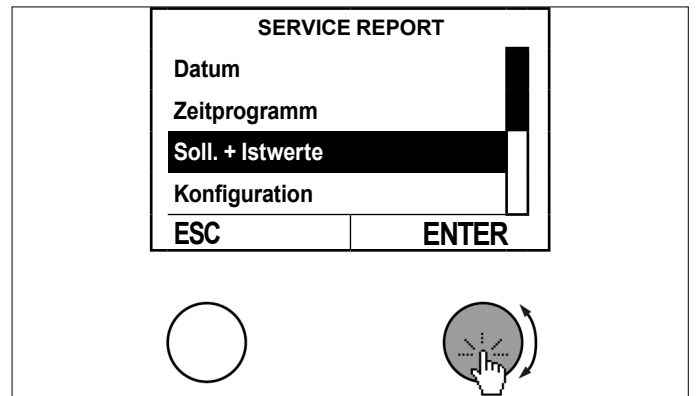 SERVICE REPORT
Datum
Zeitprogramm
Soll. + Istwerte
Konfiguration
ESC ENTER